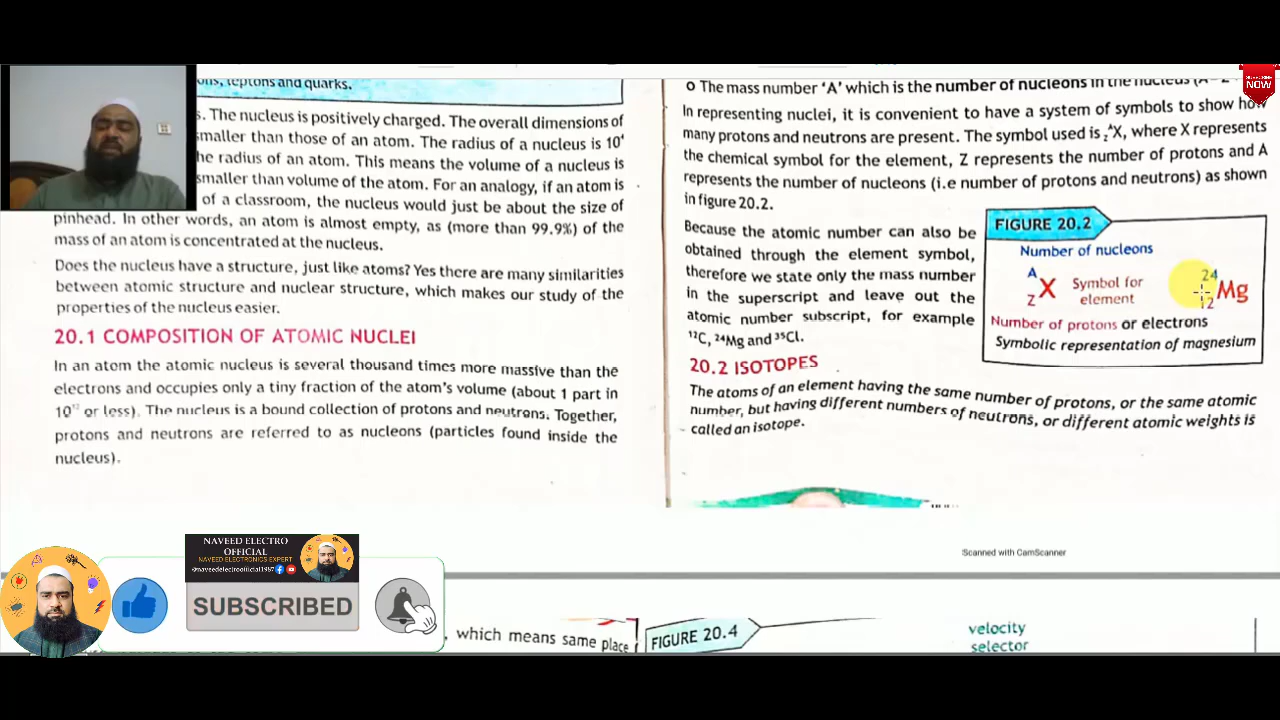 ons, leptons and quarks.
s. The nucleus is positively charged. The overall dimensions of
smaller than those of an atom. The radius of a nucleus is 10⁴
he radius of an atom. This means the volume of a nucleus is
smaller than volume of the atom. For an analogy, if an atom is
of a classroom, the nucleus would just be about the size of
pinhead. In other words, an atom is almost empty, as (more than 99.9%) of the
mass of an atom is concentrated at the nucleus.
Does the nucleus have a structure, just like atoms? Yes there are many similarities
between atomic structure and nuclear structure, which makes our study of the
properties of the nucleus easier.
20.1 COMPOSITION OF ATOMIC NUCLEI
In an atom the atomic nucleus is several thousand times more massive than the
electrons and occupies only a tiny fraction of the atom's volume (about 1 part in
10¹² or less). The nucleus is a bound collection of protons and neutrons. Together,
protons and neutrons are referred to as nucleons (particles found inside the
nucleus).
o The mass number 'A' which is the number of nucleons in the nucleus
In representing nuclei, it is convenient to have a system of symbols to show how
many protons and neutrons are present. The symbol used is ᴢᴬX, where X represents
the chemical symbol for the element, Z represents the number of protons and A
represents the number of nucleons (i.e number of protons and neutrons) as shown
in figure 20.2.
Because the atomic number can also be
obtained through the element symbol,
therefore we state only the mass number
in the superscript and leave out the
atomic number subscript, for example
¹²C, ²⁴Mg and ³⁵Cl.
FIGURE 20.2
Number of nucleons
A
Z X Symbol for
element
24
12 Mg
Number of protons or electrons
Symbolic representation of magnesium
20.2 ISOTOPES
The atoms of an element having the same number of protons, or the same atomic
number, but having different numbers of neutrons, or different atomic weights is
called an isotope.
Scanned with CamScanner
, which means same place
FIGURE 20.4
velocity
selector
SUBSCRIBE
NOW
NAVEED ELECTRO
OFFICIAL
NAVEED ELECTRONICS EXPERT
@naveedelectroofficial1987
SUBSCRIBED